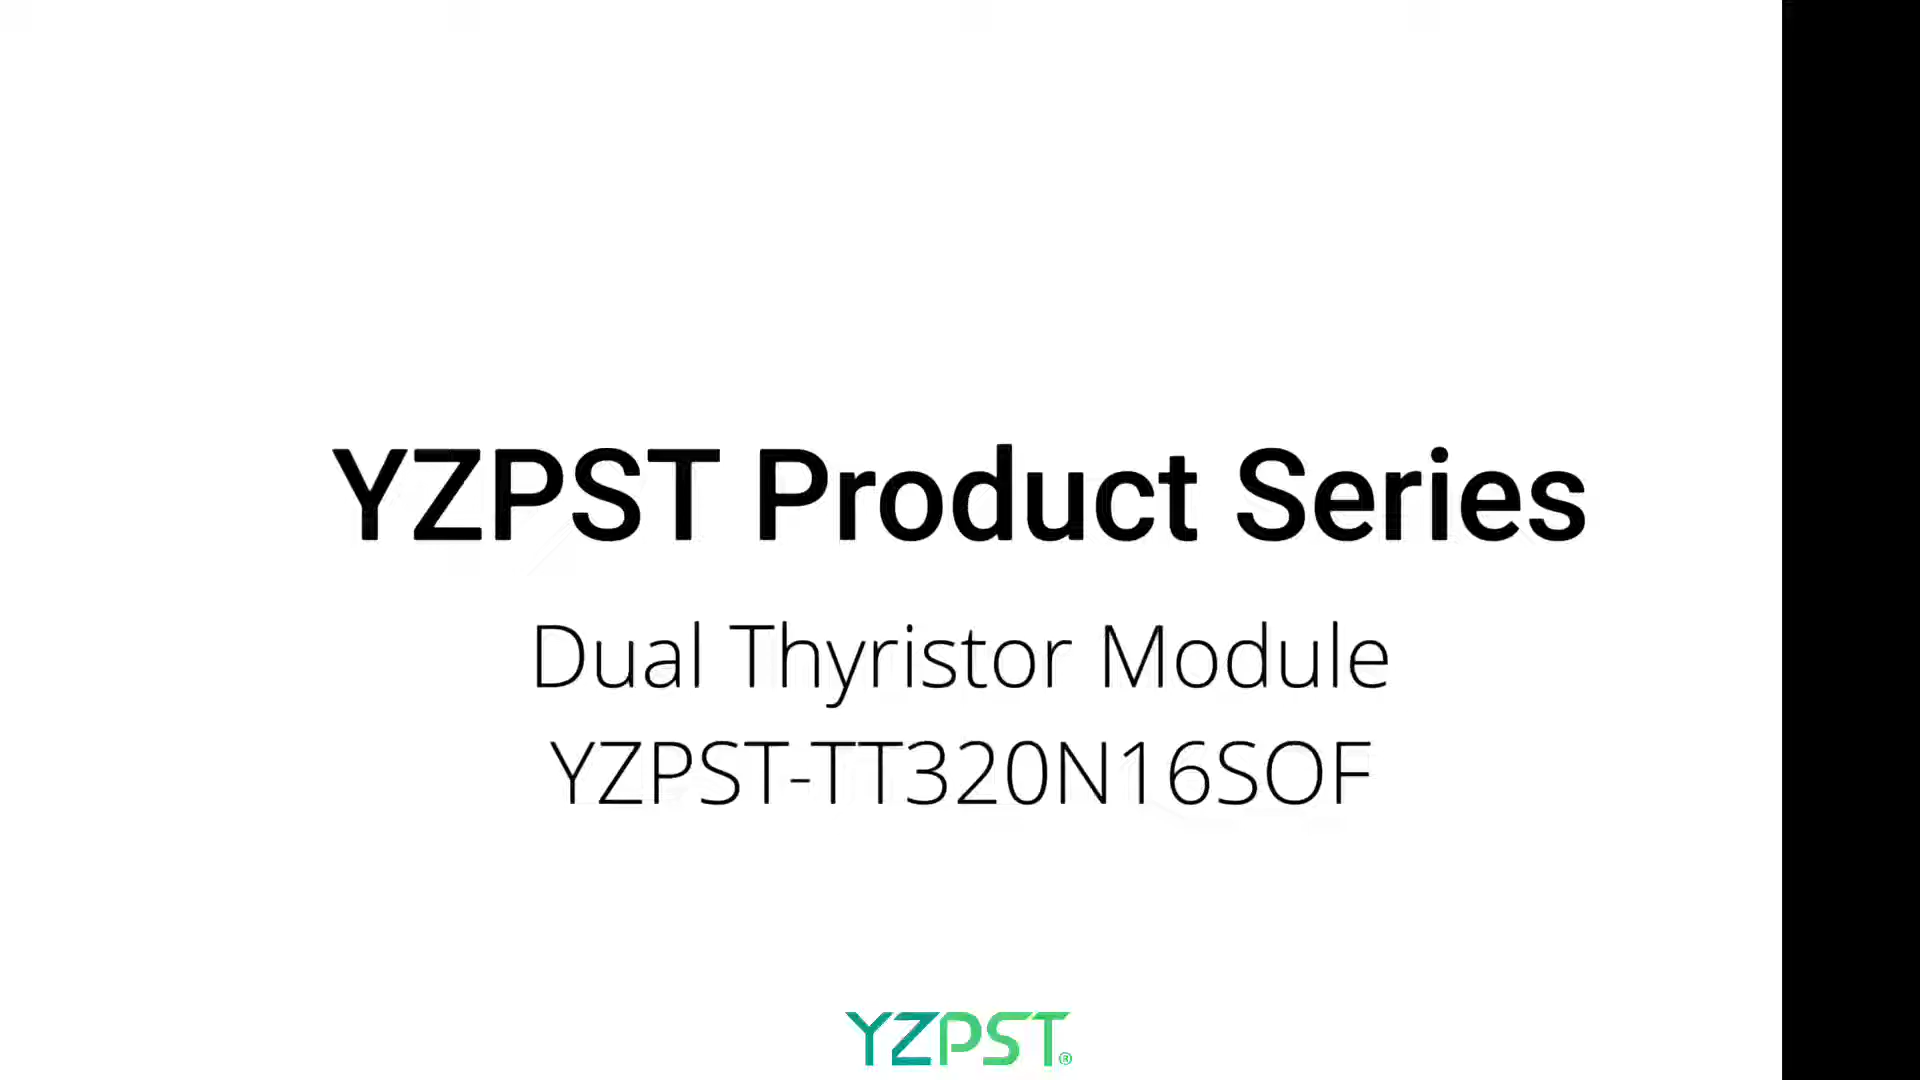 YZPST Product Series
Dual Thyristor Module
YZPST-TT320N16SOF
YZPST®